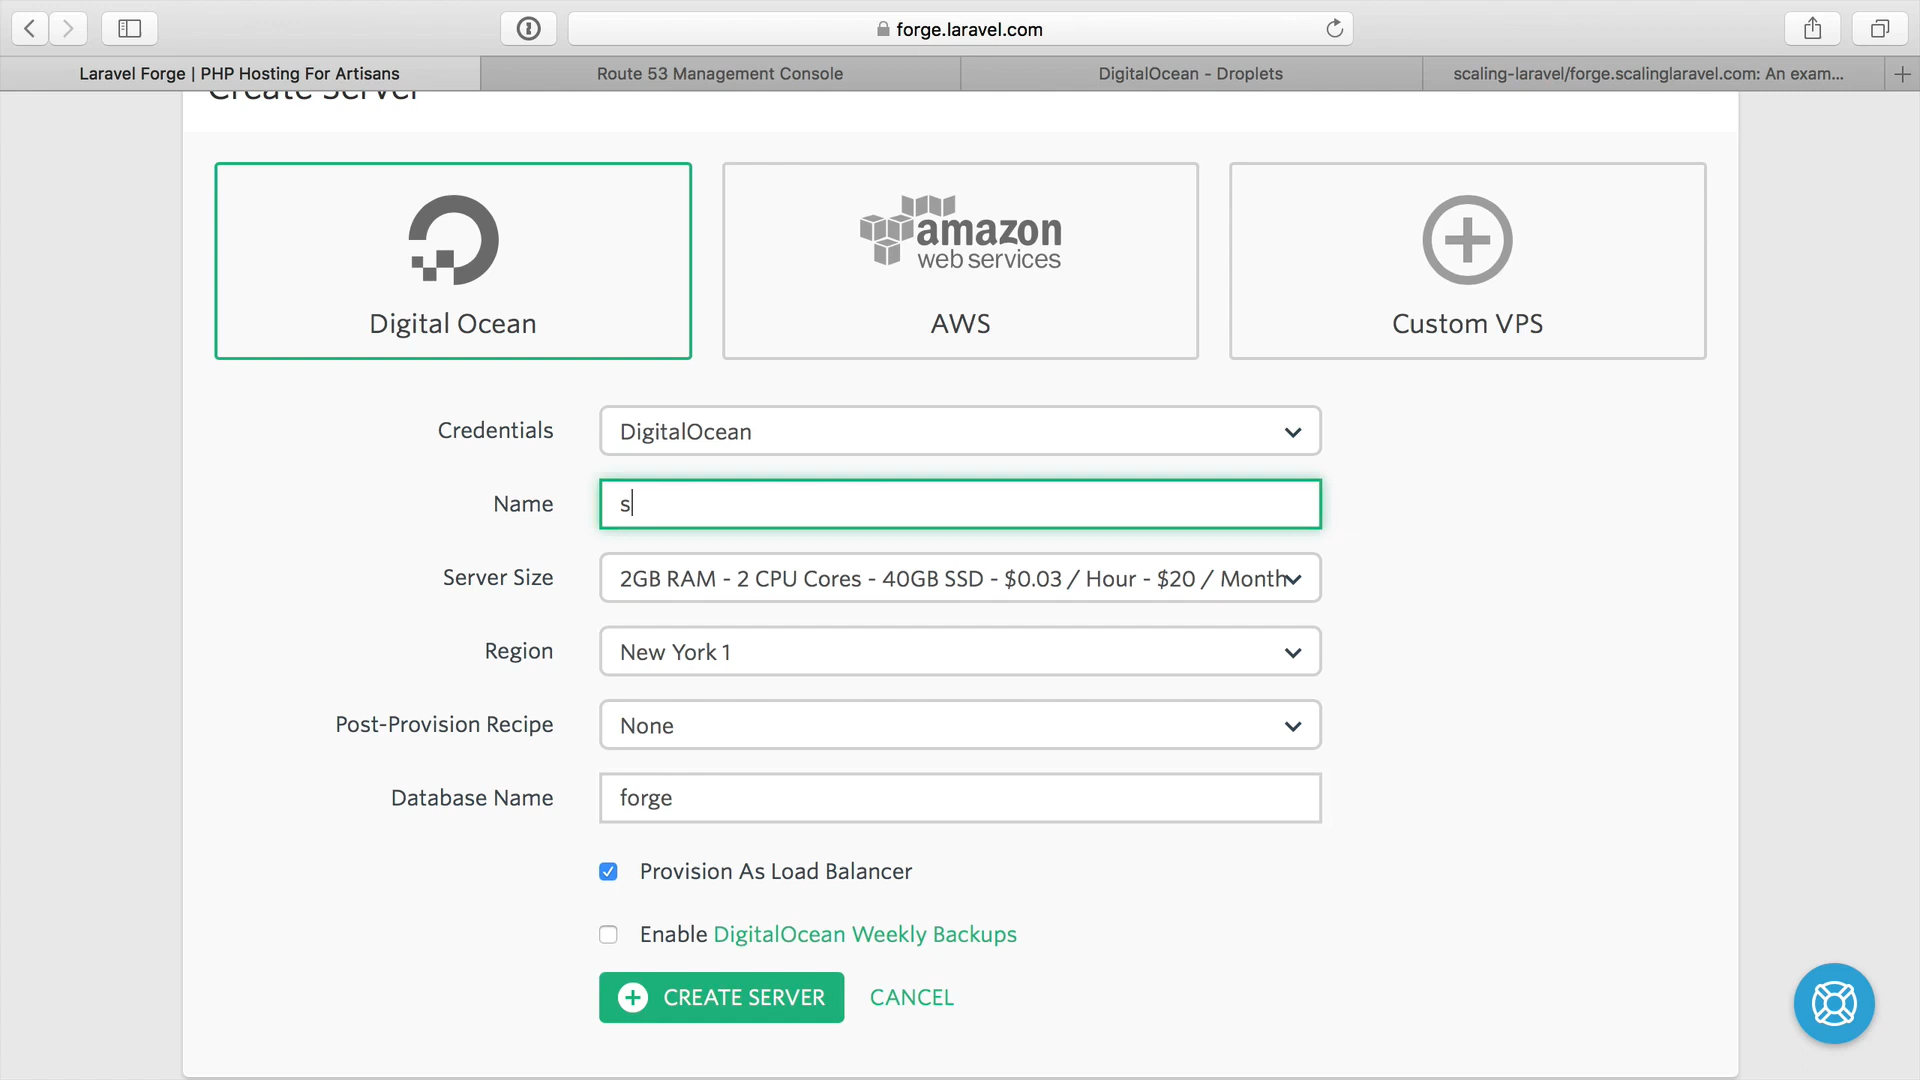 forge.laravel.com
Laravel Forge | PHP Hosting For Artisans
Route 53 Management Console
DigitalOcean - Droplets
scaling-laravel/forge.scalinglaravel.com: An exam...
Create Server
amazon
web services
Digital Ocean
AWS
Custom VPS
Credentials
DigitalOcean
Name
s
Server Size
2GB RAM - 2 CPU Cores - 40GB SSD - $0.03 / Hour - $20 / Month
Region
New York 1
Post-Provision Recipe
None
Database Name
forge
Provision As Load Balancer
Enable DigitalOcean Weekly Backups
CREATE SERVER
CANCEL